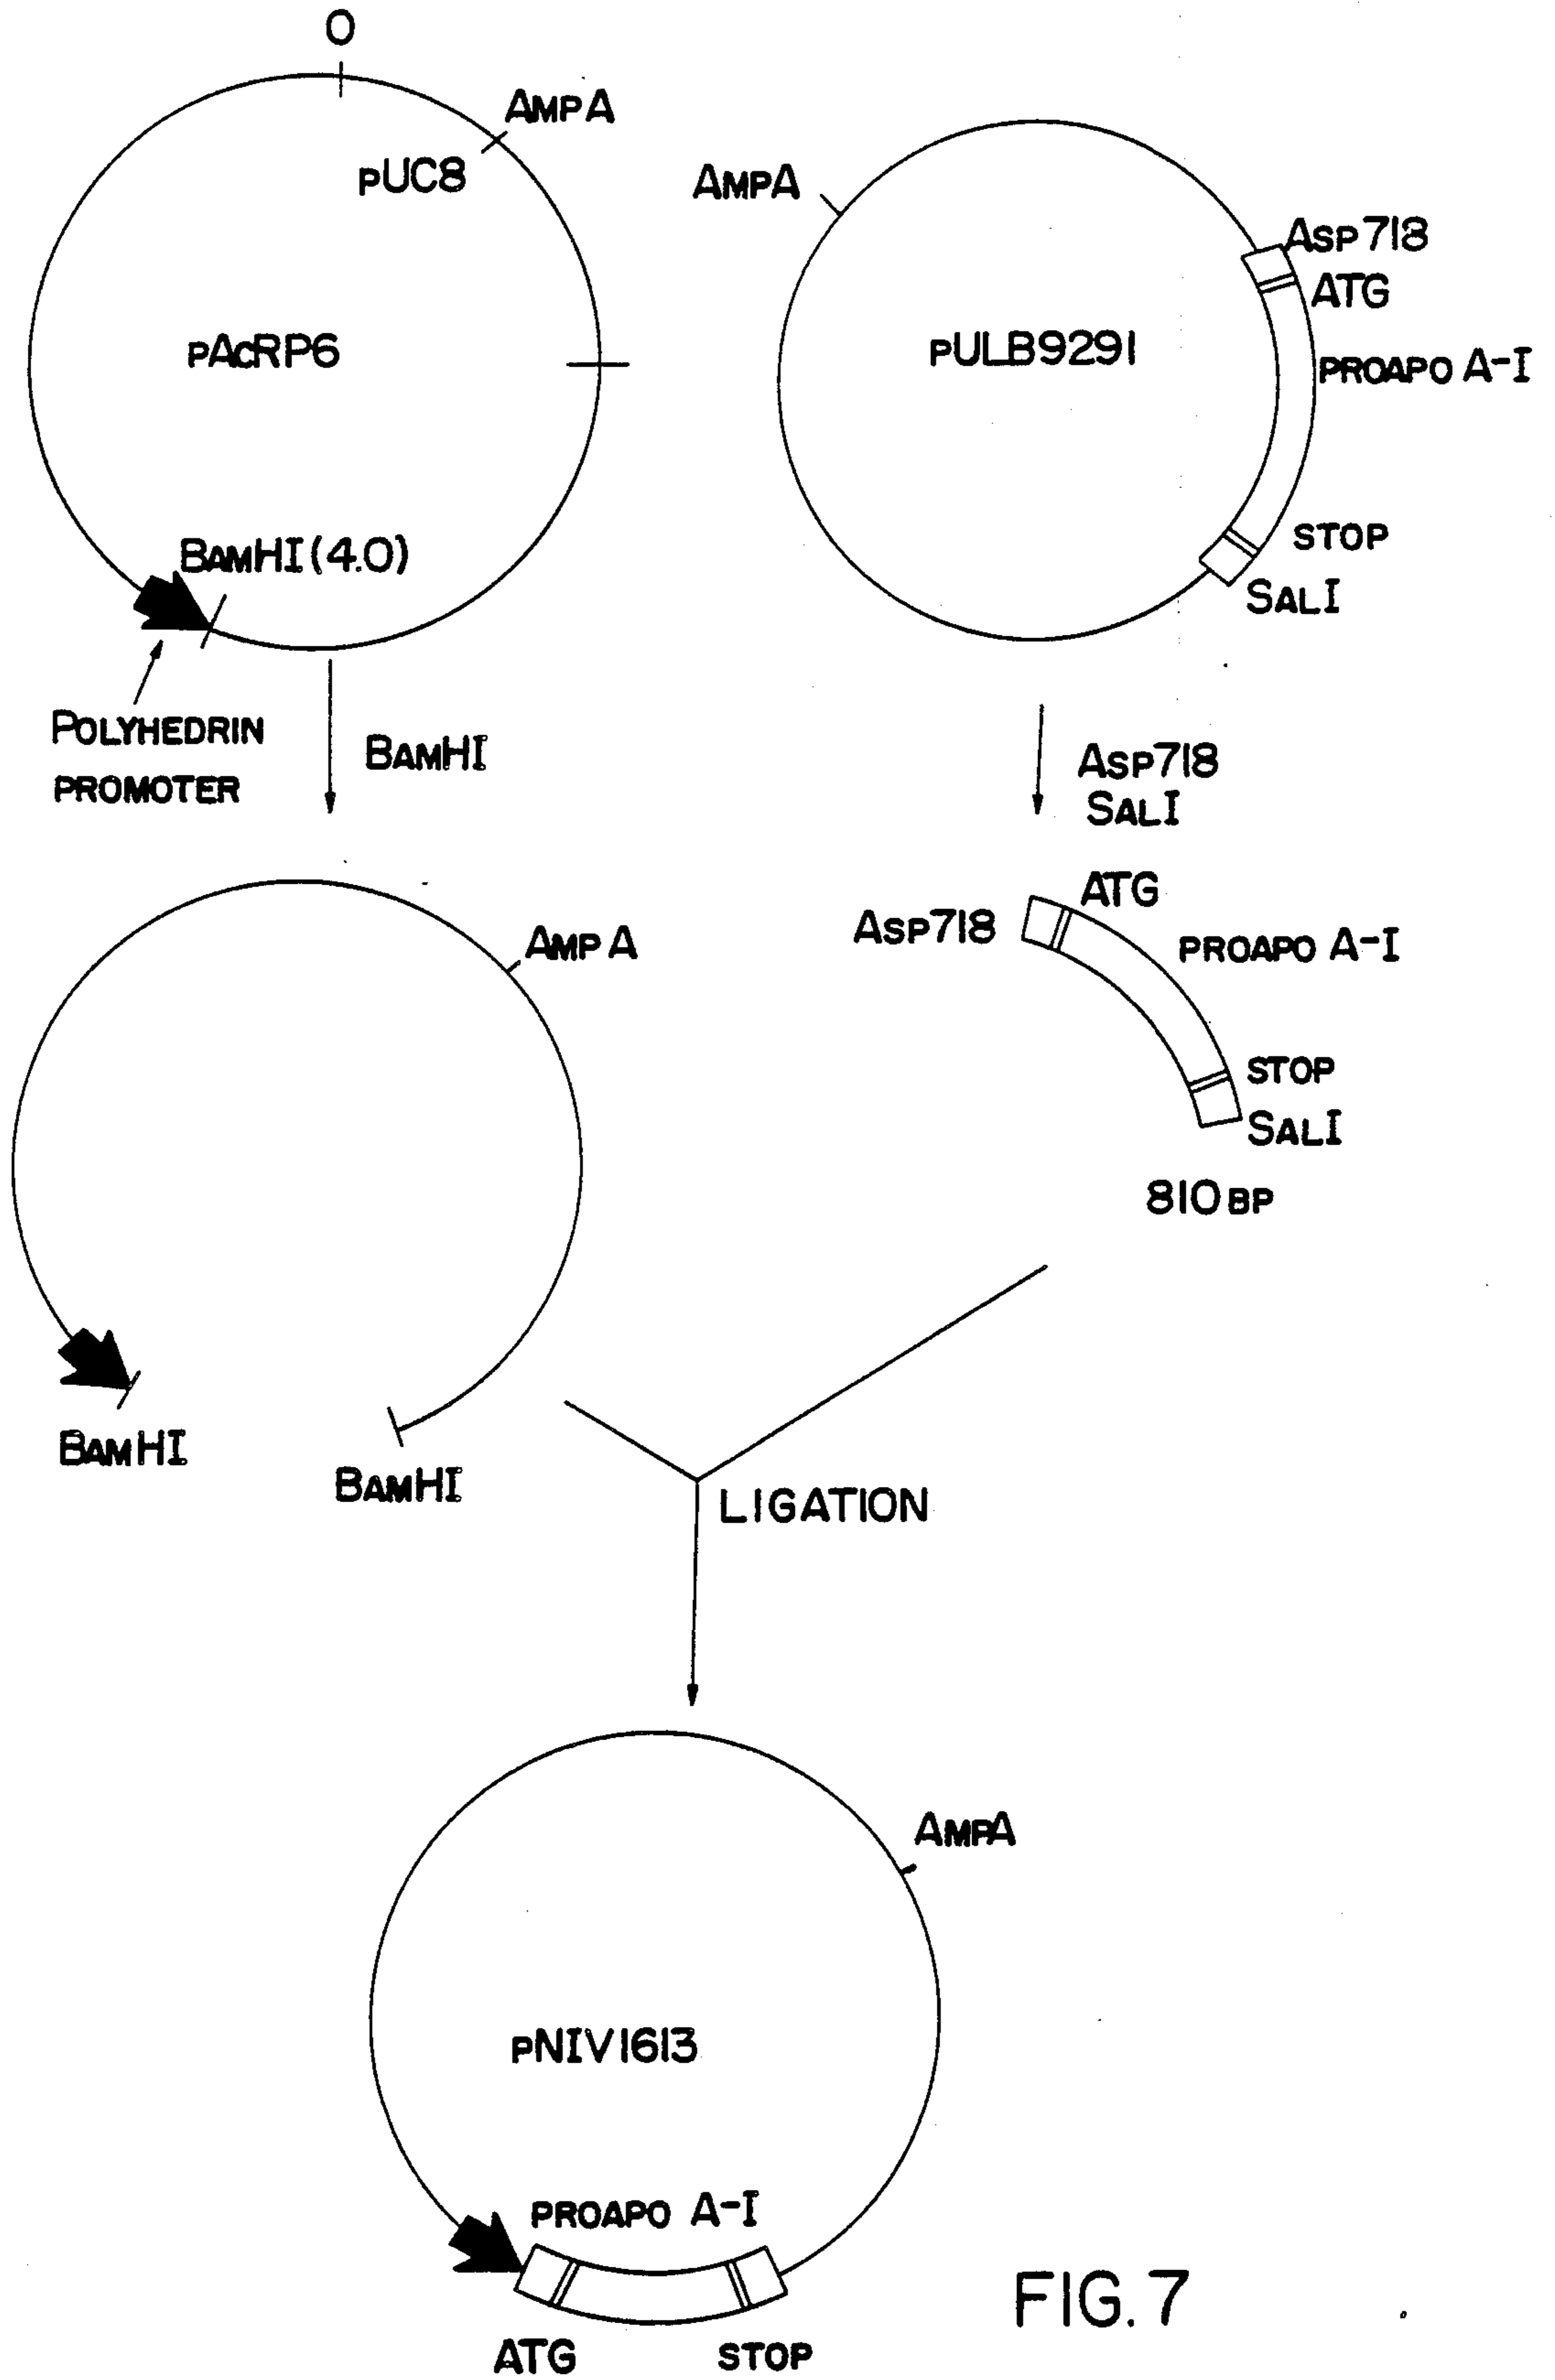 O
AMPA
pUC8
pAcRP6
BAMHI (4.0)
POLYHEDRIN
PROMOTER
BAMHI
AMPA
pULB9291
ASP718
ATG
PROAPO A-I
STOP
SALI
ASP718
SALI
AMPA
BAMHI
BAMHI
ASP718
ATG
PROAPO A-I
STOP
SALI
810 BP
LIGATION
AMPA
pNIV1613
PROAPO A-I
ATG
STOP
FIG. 7